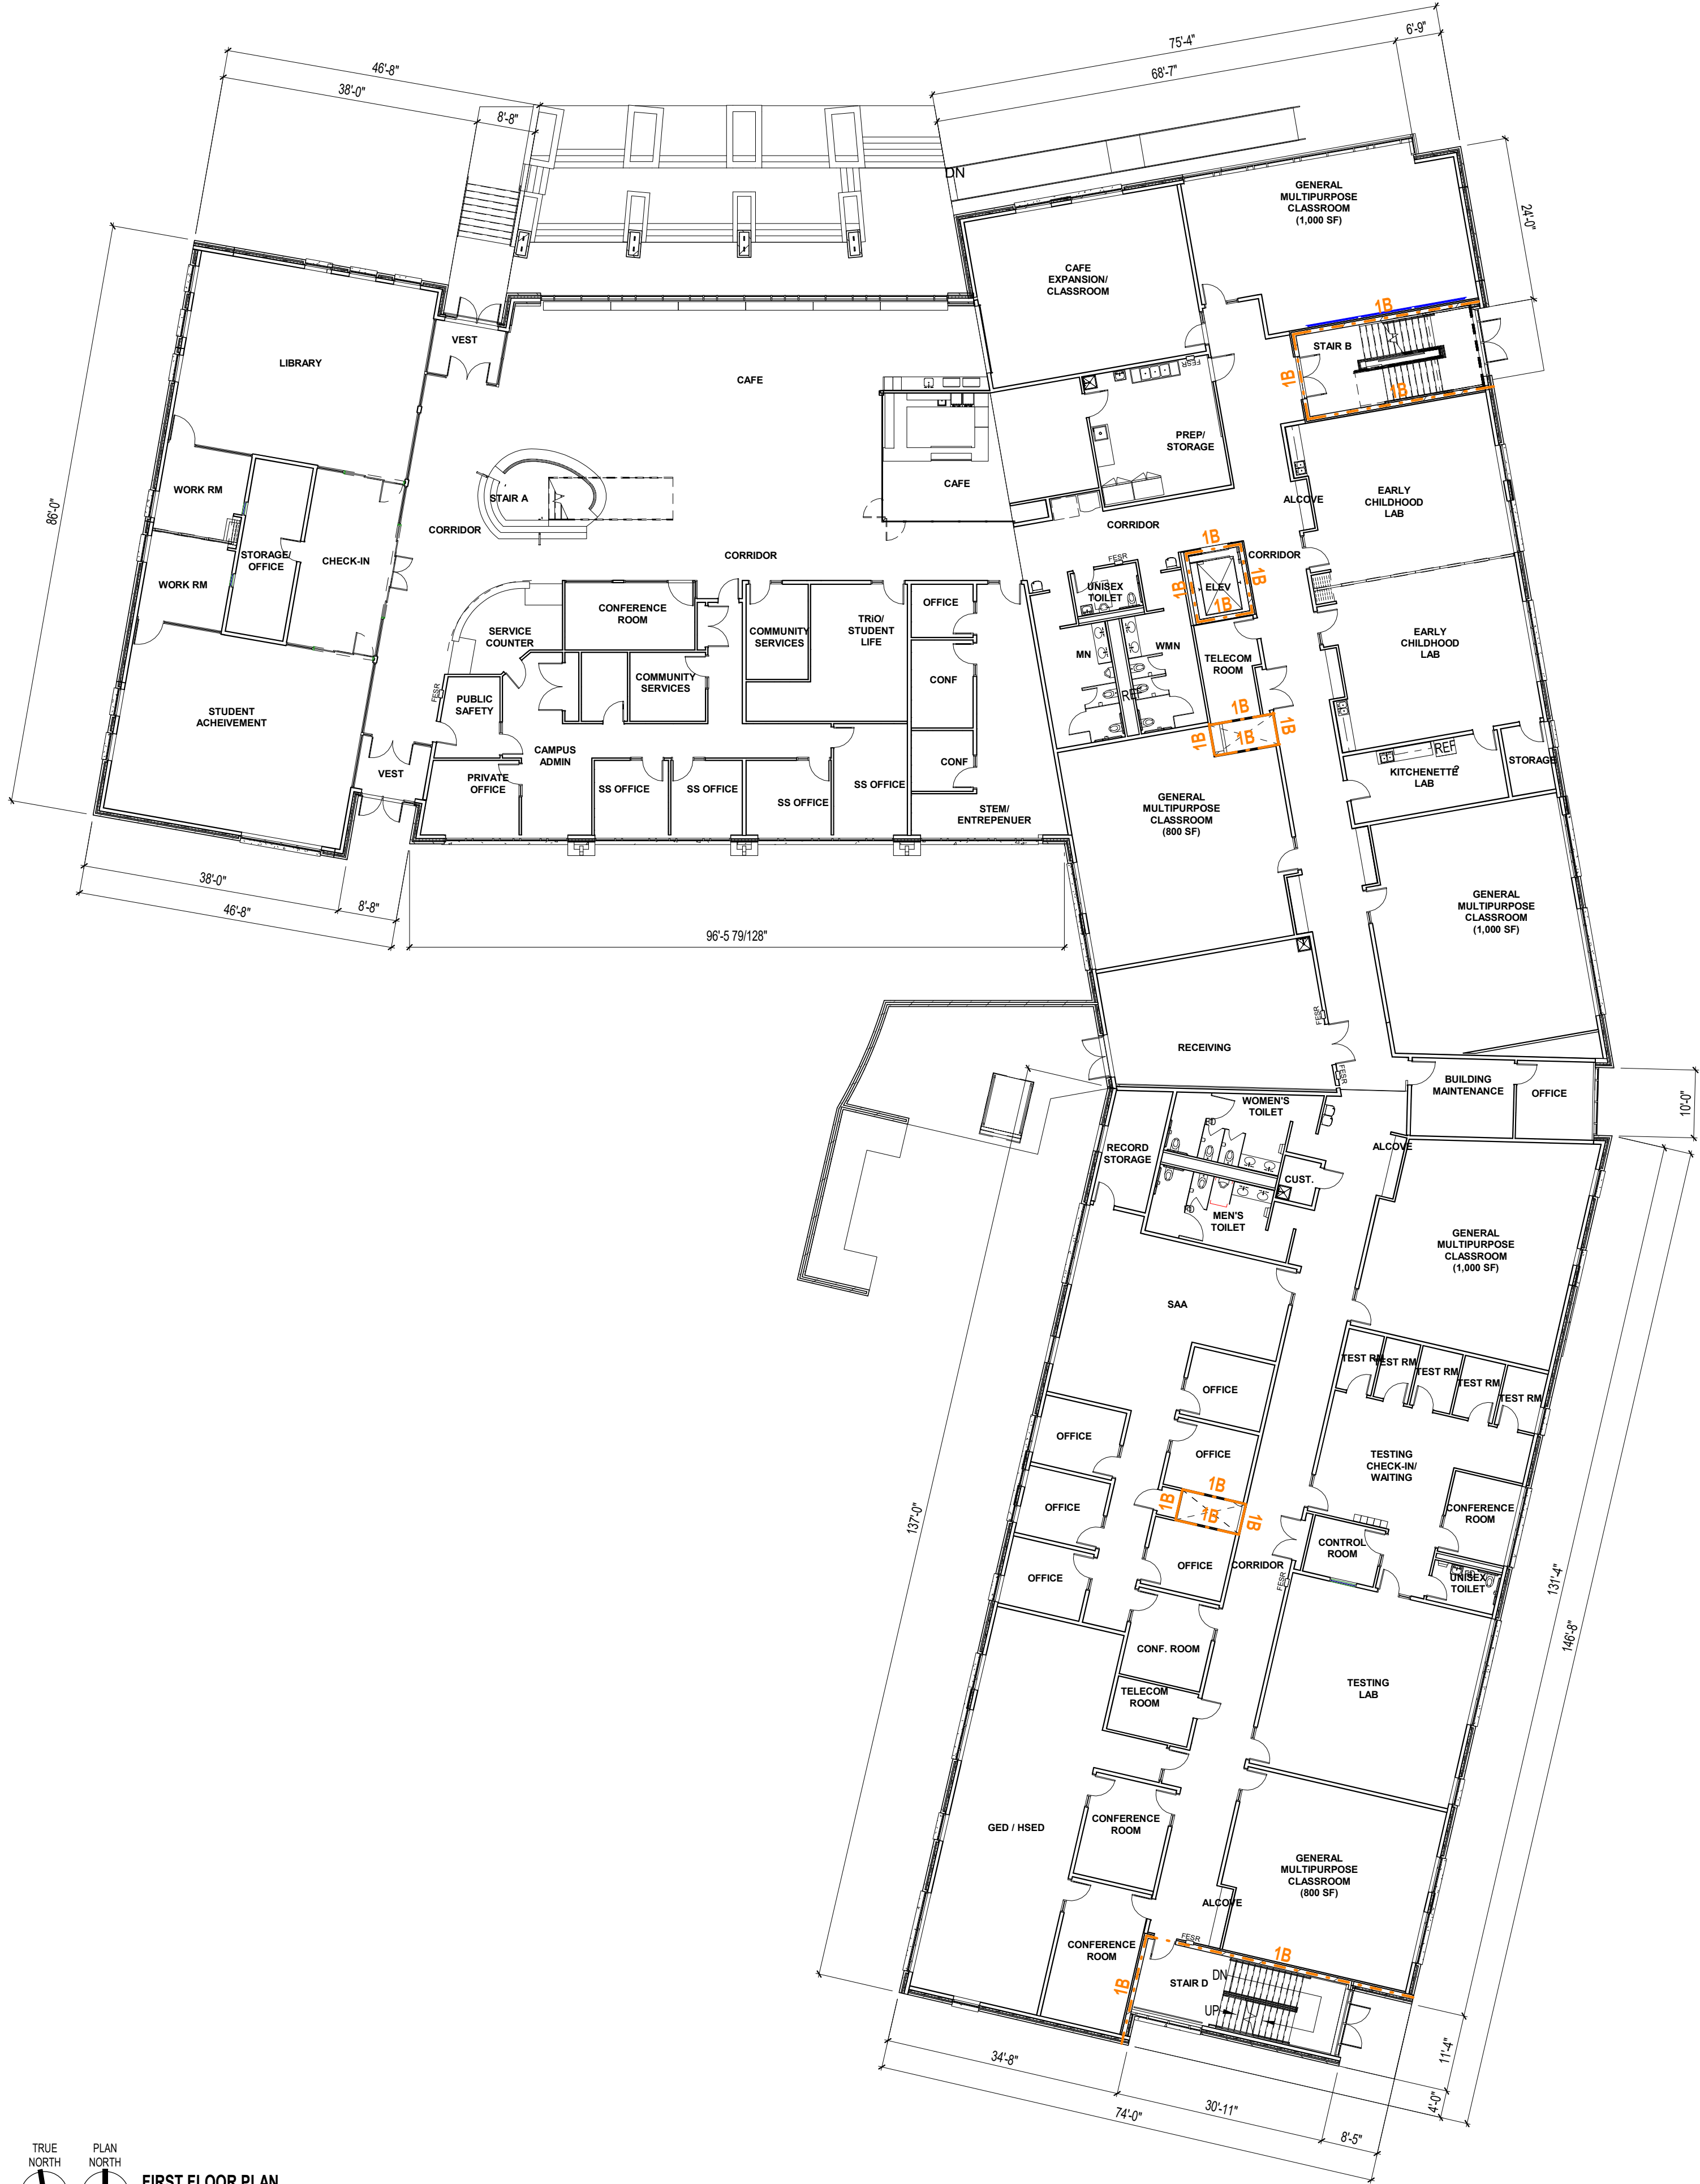 75'-4"
6'-9"
68'-7"
46'-8"
38'-0"
8'-8"
DN
GENERAL
MULTIPURPOSE
CLASSROOM
(1,000 SF)
24'-0"
CAFE
EXPANSION/
CLASSROOM
1B
STAIR B
1B
1B
VEST
LIBRARY
CAFE
FESR
PREP/
STORAGE
86'-0"
WORK RM
STAIR A
CAFE
ALCOVE
EARLY
CHILDHOOD
LAB
CORRIDOR
CORRIDOR
CORRIDOR
STORAGE/
OFFICE
CHECK-IN
WORK RM
1B
CORRIDOR
FESR
UNISEX
TOILET
1B
ELEV
1B
1B
CONFERENCE
ROOM
SERVICE
COUNTER
COMMUNITY
SERVICES
TRiO/
STUDENT
LIFE
OFFICE
EARLY
CHILDHOOD
LAB
MN
WMN
TELECOM
ROOM
COMMUNITY
SERVICES
CONF
FESR
PUBLIC
SAFETY
STUDENT
ACHEIVEMENT
REF
1B
1B
1B
1B
CAMPUS
ADMIN
VEST
PRIVATE
OFFICE
SS OFFICE
SS OFFICE
SS OFFICE
SS OFFICE
CONF
STEM/
ENTREPENUER
REF
KITCHENETTE
LAB
STORAGE
GENERAL
MULTIPURPOSE
CLASSROOM
(800 SF)
38'-0"
8'-8"
46'-8"
96'-5 79/128"
GENERAL
MULTIPURPOSE
CLASSROOM
(1,000 SF)
FESR
RECEIVING
FESR
BUILDING
MAINTENANCE
OFFICE
10'-0"
WOMEN'S
TOILET
RECORD
STORAGE
ALCOVE
CUST.
MEN'S
TOILET
GENERAL
MULTIPURPOSE
CLASSROOM
(1,000 SF)
SAA
TEST RM
TEST RM
TEST RM
TEST RM
TEST RM
OFFICE
OFFICE
OFFICE
TESTING
CHECK-IN/
WAITING
1B
1B
1B
1B
OFFICE
137'-0"
CONFERENCE
ROOM
CONTROL
ROOM
OFFICE
OFFICE
CORRIDOR
FESR
UNISEX
TOILET
131'-4"
146'-8"
CONF. ROOM
TELECOM
ROOM
TESTING
LAB
GED / HSED
CONFERENCE
ROOM
GENERAL
MULTIPURPOSE
CLASSROOM
(800 SF)
ALCOVE
CONFERENCE
ROOM
FESR
1B
1B
STAIR D
DN
UP
34'-8"
74'-0"
30'-11"
8'-5"
11'-4"
4'-0"
TRUE
NORTH
PLAN
NORTH
FIRST FLOOR PLAN